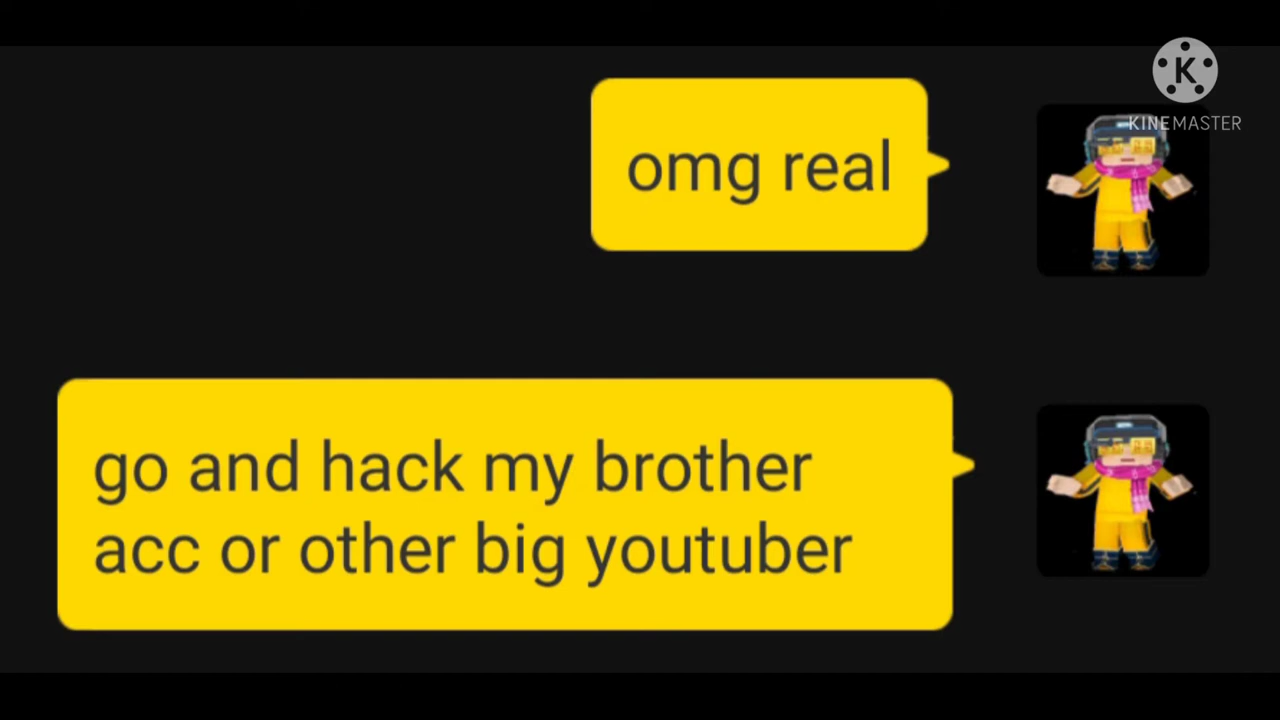 K
KINEMASTER
omg real
go and hack my brother
acc or other big youtuber